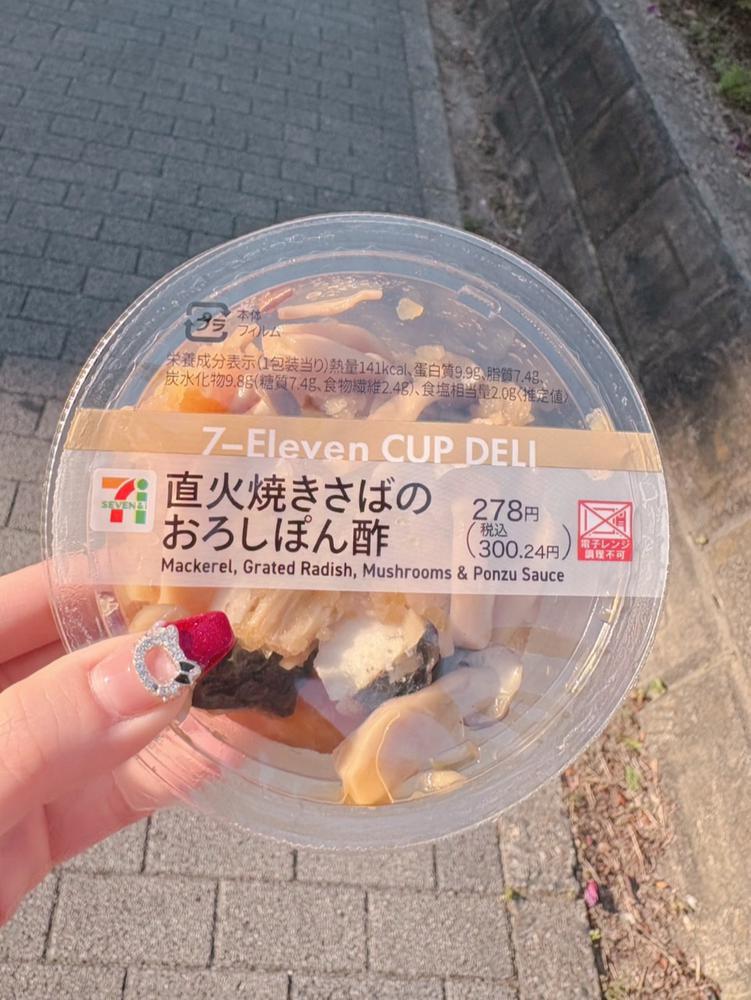 プラ
本体
フィルム
栄養成分表示(1包装当り)熱量141kcal、蛋白質9.9g、脂質7.4g、
炭水化物9.8g(糖質7.4g、食物繊維2.4g)、食塩相当量2.0g(推定値)
7-Eleven CUP DELI
SEVEN&i
直火焼きさばの
おろしぽん酢
278円
(税込
300.24円)
電子レンジ
調理不可
Mackerel, Grated Radish, Mushrooms & Ponzu Sauce